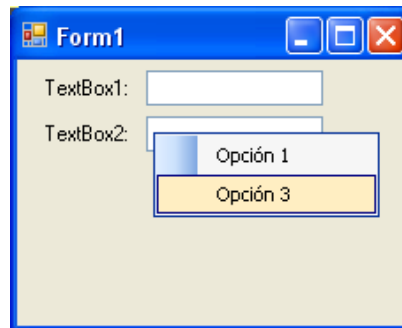 Form1
TextBox1:
TextBox2:
Opción 1
Opción 3